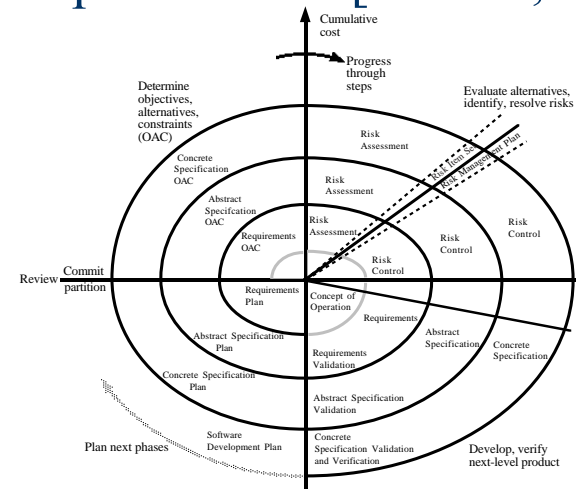 Cumulative
cost
Progress
through
steps
Determine
objectives,
alternatives,
constraints
(OAC)
Evaluate alternatives,
identify, resolve risks
Risk
Assessment
Risk Item Se
Risk Management Plan
Concrete
Specification
OAC
Risk
Assessment
Abstract
Specifcation
OAC
Risk
Assessment
Risk
Control
Requirements
OAC
Risk
Control
Risk
Control
Review
Commit
partition
Requirements
Plan
Concept of
Operation
Requirements
Abstract
Specification
Concrete
Specification
Abstract Specification
Plan
Requirements
Validation
Concrete Specification
Plan
Abstract Specification
Validation
Plan next phases
Software
Development Plan
Concrete
Specification Validation
and Verification
Develop, verify
next-level product